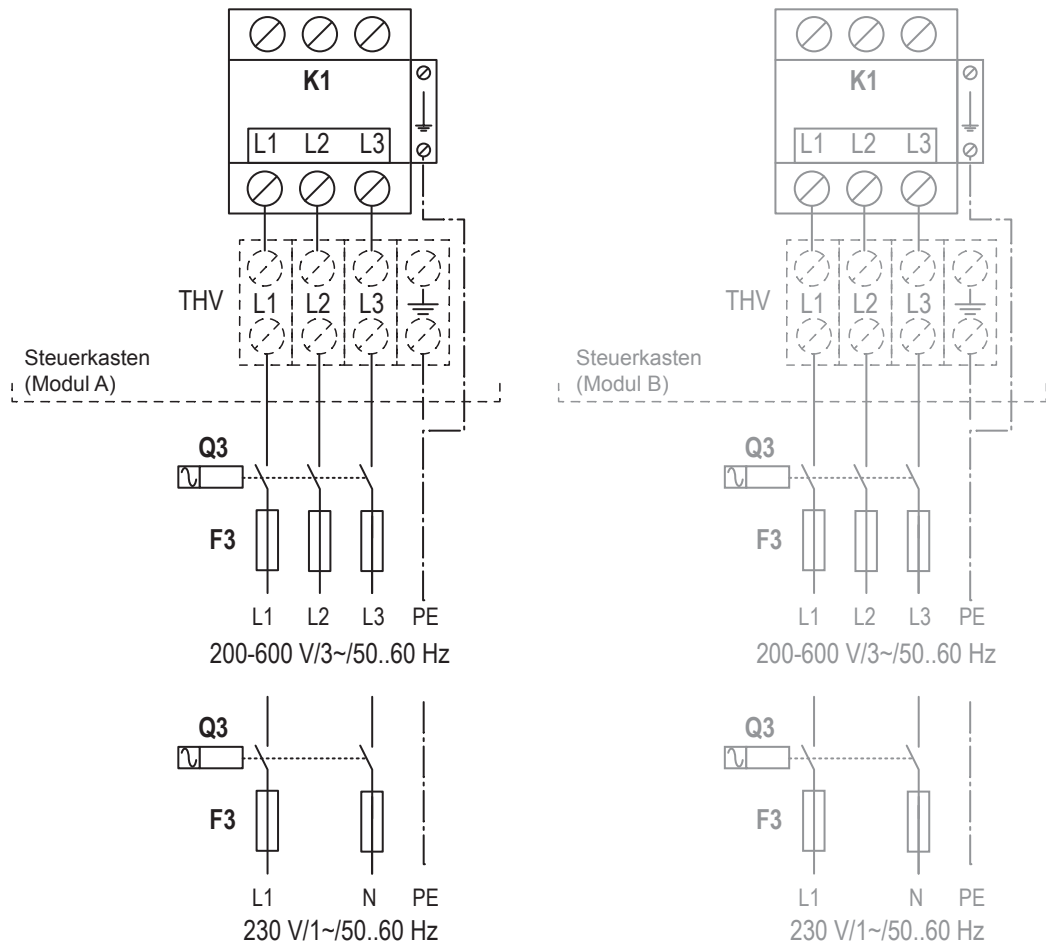 K1
L1 L2 L3
THV
L1 L2 L3
Steuerkasten
(Modul A)
Q3
F3
L1 L2 L3 PE
200-600 V/3~/50..60 Hz
Q3
F3
L1 N PE
230 V/1~/50..60 Hz
K1
L1 L2 L3
THV
L1 L2 L3
Steuerkasten
(Modul B)
Q3
F3
L1 L2 L3 PE
200-600 V/3~/50..60 Hz
Q3
F3
L1 N PE
230 V/1~/50..60 Hz